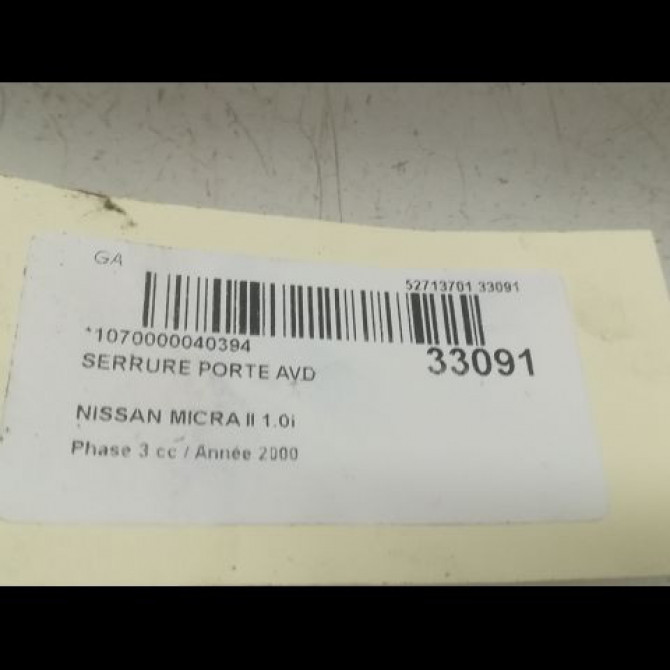 GA
52713701 33091
*1070000040394
33091
SERRURE PORTE AVD
NISSAN MICRA II 1.0i
Phase 3 cc / Année 2000